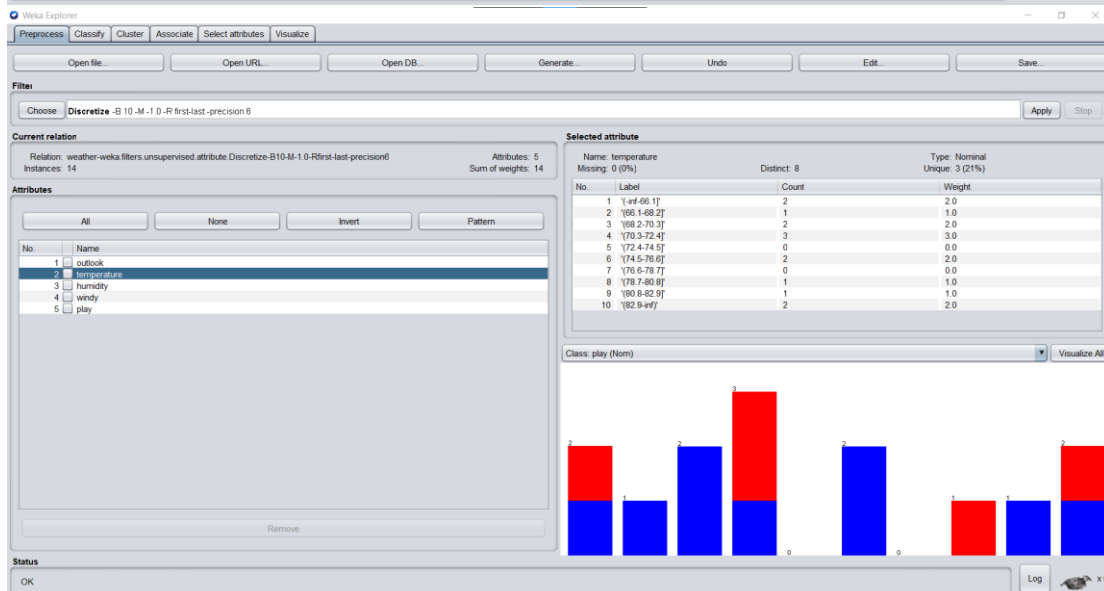 Weka Explorer
Preprocess Classify Cluster Associate Select attributes Visualize
Open file... Open URL... Open DB... Generate... Undo Edit... Save...
Filter
Choose Discretize -B 10 -M -1.0 -R first-last -precision 6 Apply Stop
Current relation
Relation: weather-weka.filters.unsupervised.attribute.Discretize-B10-M-1.0-Rfirst-last-precision6 Attributes: 5
Instances: 14 Sum of weights: 14
Attributes
All None Invert Pattern
No. Name
1 outlook
2 temperature
3 humidity
4 windy
5 play
Remove
Selected attribute
Name: temperature Type: Nominal
Missing: 0 (0%) Distinct: 8 Unique: 3 (21%)
No. Label Count Weight
1 '(-inf-66.1]' 2 2.0
2 '(66.1-68.2]' 1 1.0
3 '(68.2-70.3]' 2 2.0
4 '(70.3-72.4]' 3 3.0
5 '(72.4-74.5]' 0 0.0
6 '(74.5-76.6]' 2 2.0
7 '(76.6-78.7]' 0 0.0
8 '(78.7-80.8]' 1 1.0
9 '(80.8-82.9]' 1 1.0
10 '(82.9-inf)' 2 2.0
Class: play (Nom) Visualize All
2 1 2 3 0 2 0 1 1 2
Status
OK Log x